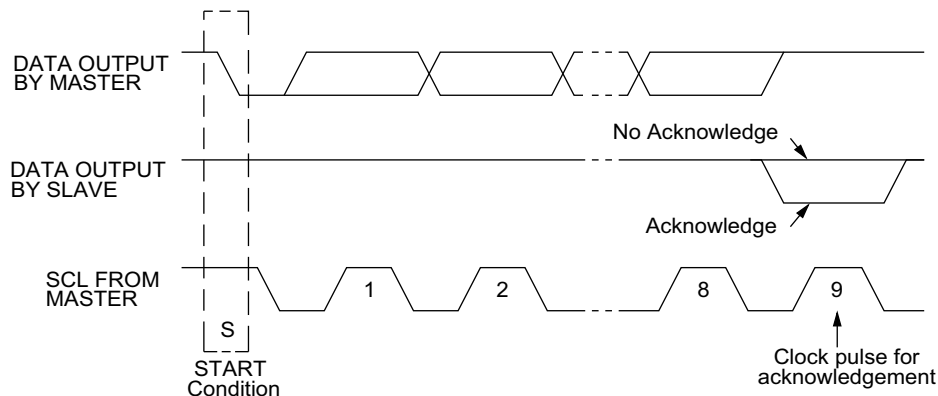 DATA OUTPUT
BY MASTER
No Acknowledge
DATA OUTPUT
BY SLAVE
Acknowledge
SCL FROM
MASTER
1
2
8
9
S
START
Condition
Clock pulse for
acknowledgement